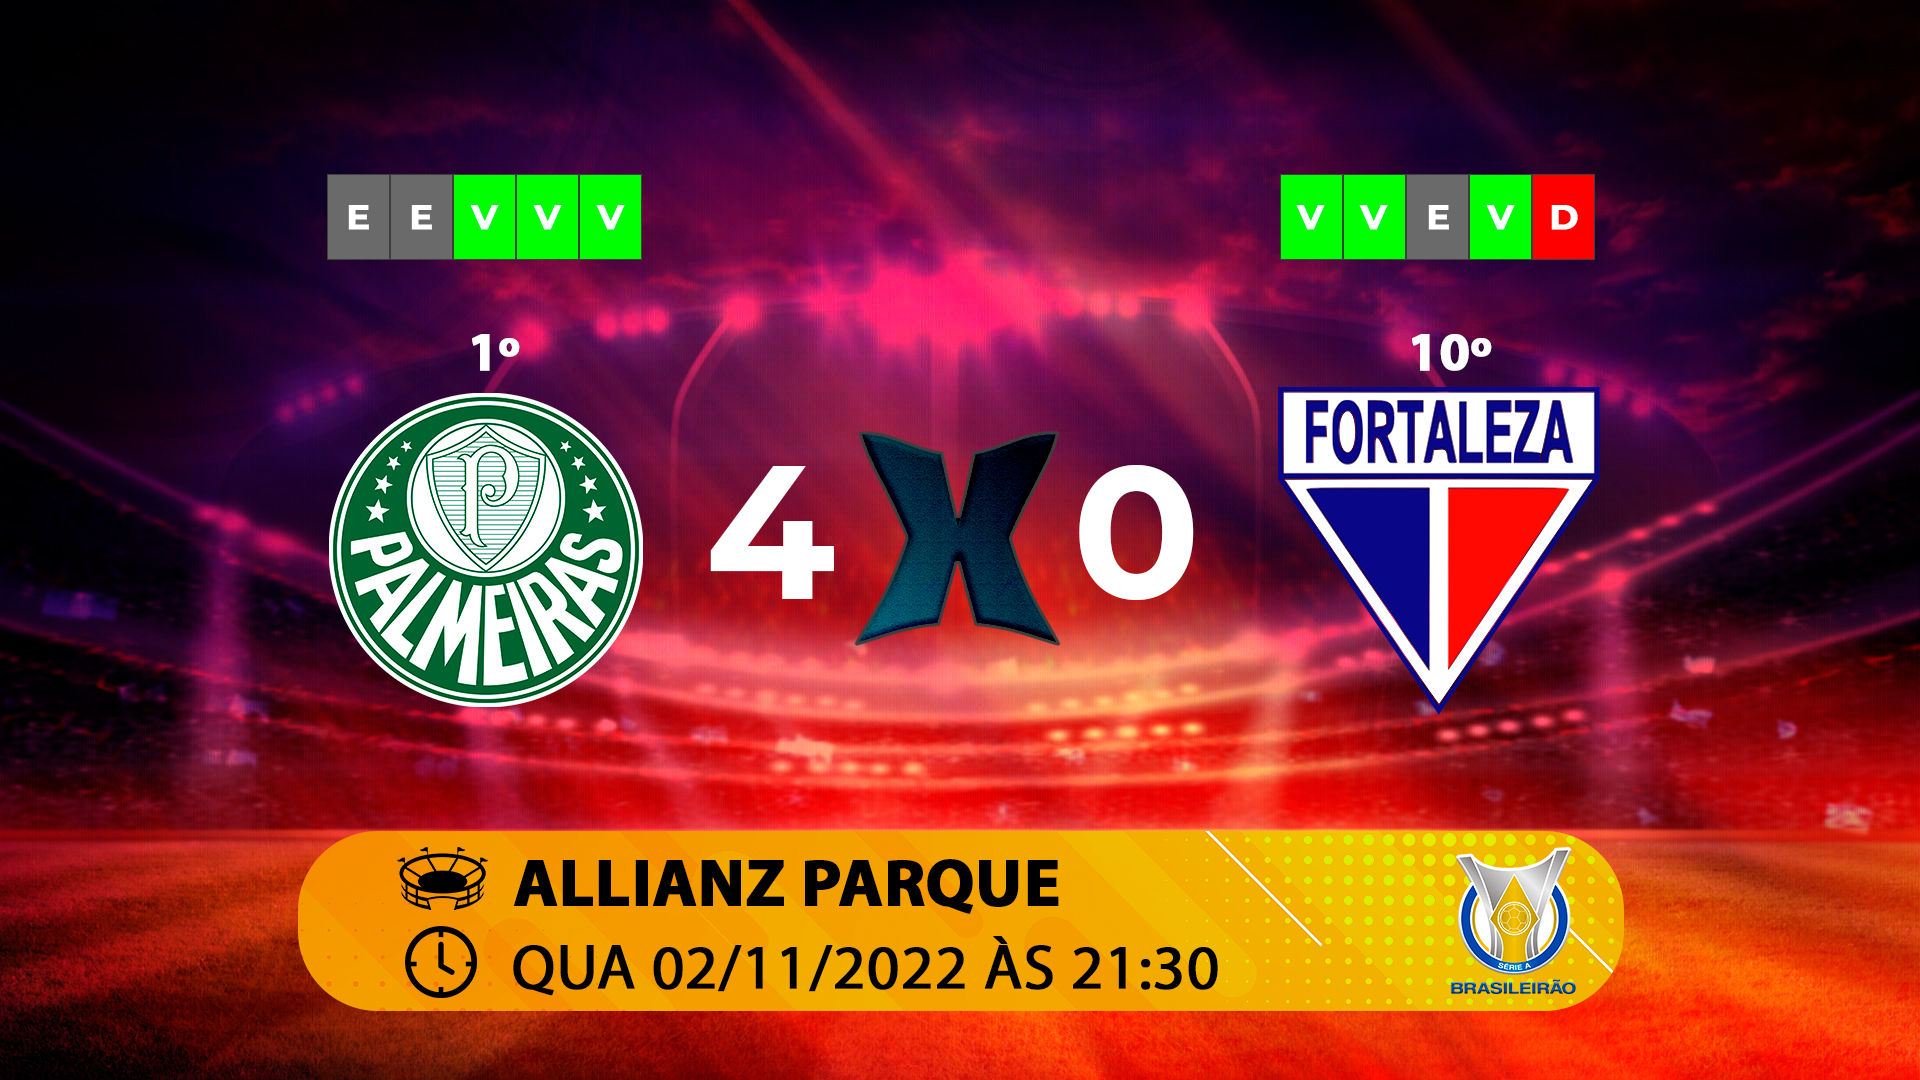 E E V V V
V V E V D
1º
10º
PALMEIRAS
P
4 X 0
FORTALEZA
ALLIANZ PARQUE
QUA 02/11/2022 ÀS 21:30
SÉRIE A
BRASILEIRÃO